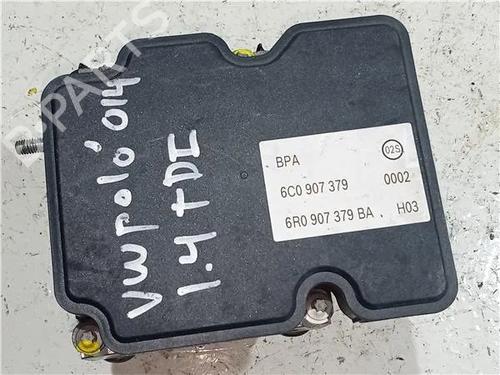 VW Polo' 014
1.4 TDI
BPA 02S
6C0 907 379 0002
6R0 907 379 BA H03
B-PARTS